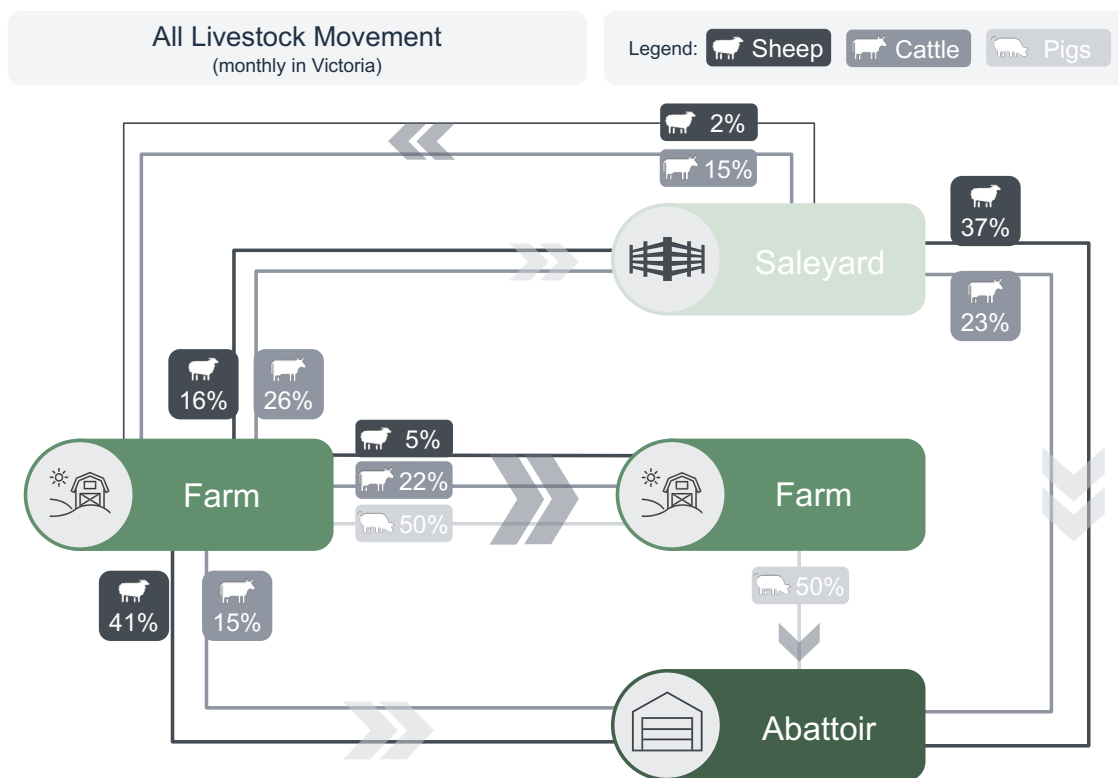 All Livestock Movement
(monthly in Victoria)
Legend:
Sheep
Cattle
Pigs
2%
15%
37%
Saleyard
23%
16%
26%
5%
Farm
22%
Farm
50%
50%
41%
15%
Abattoir